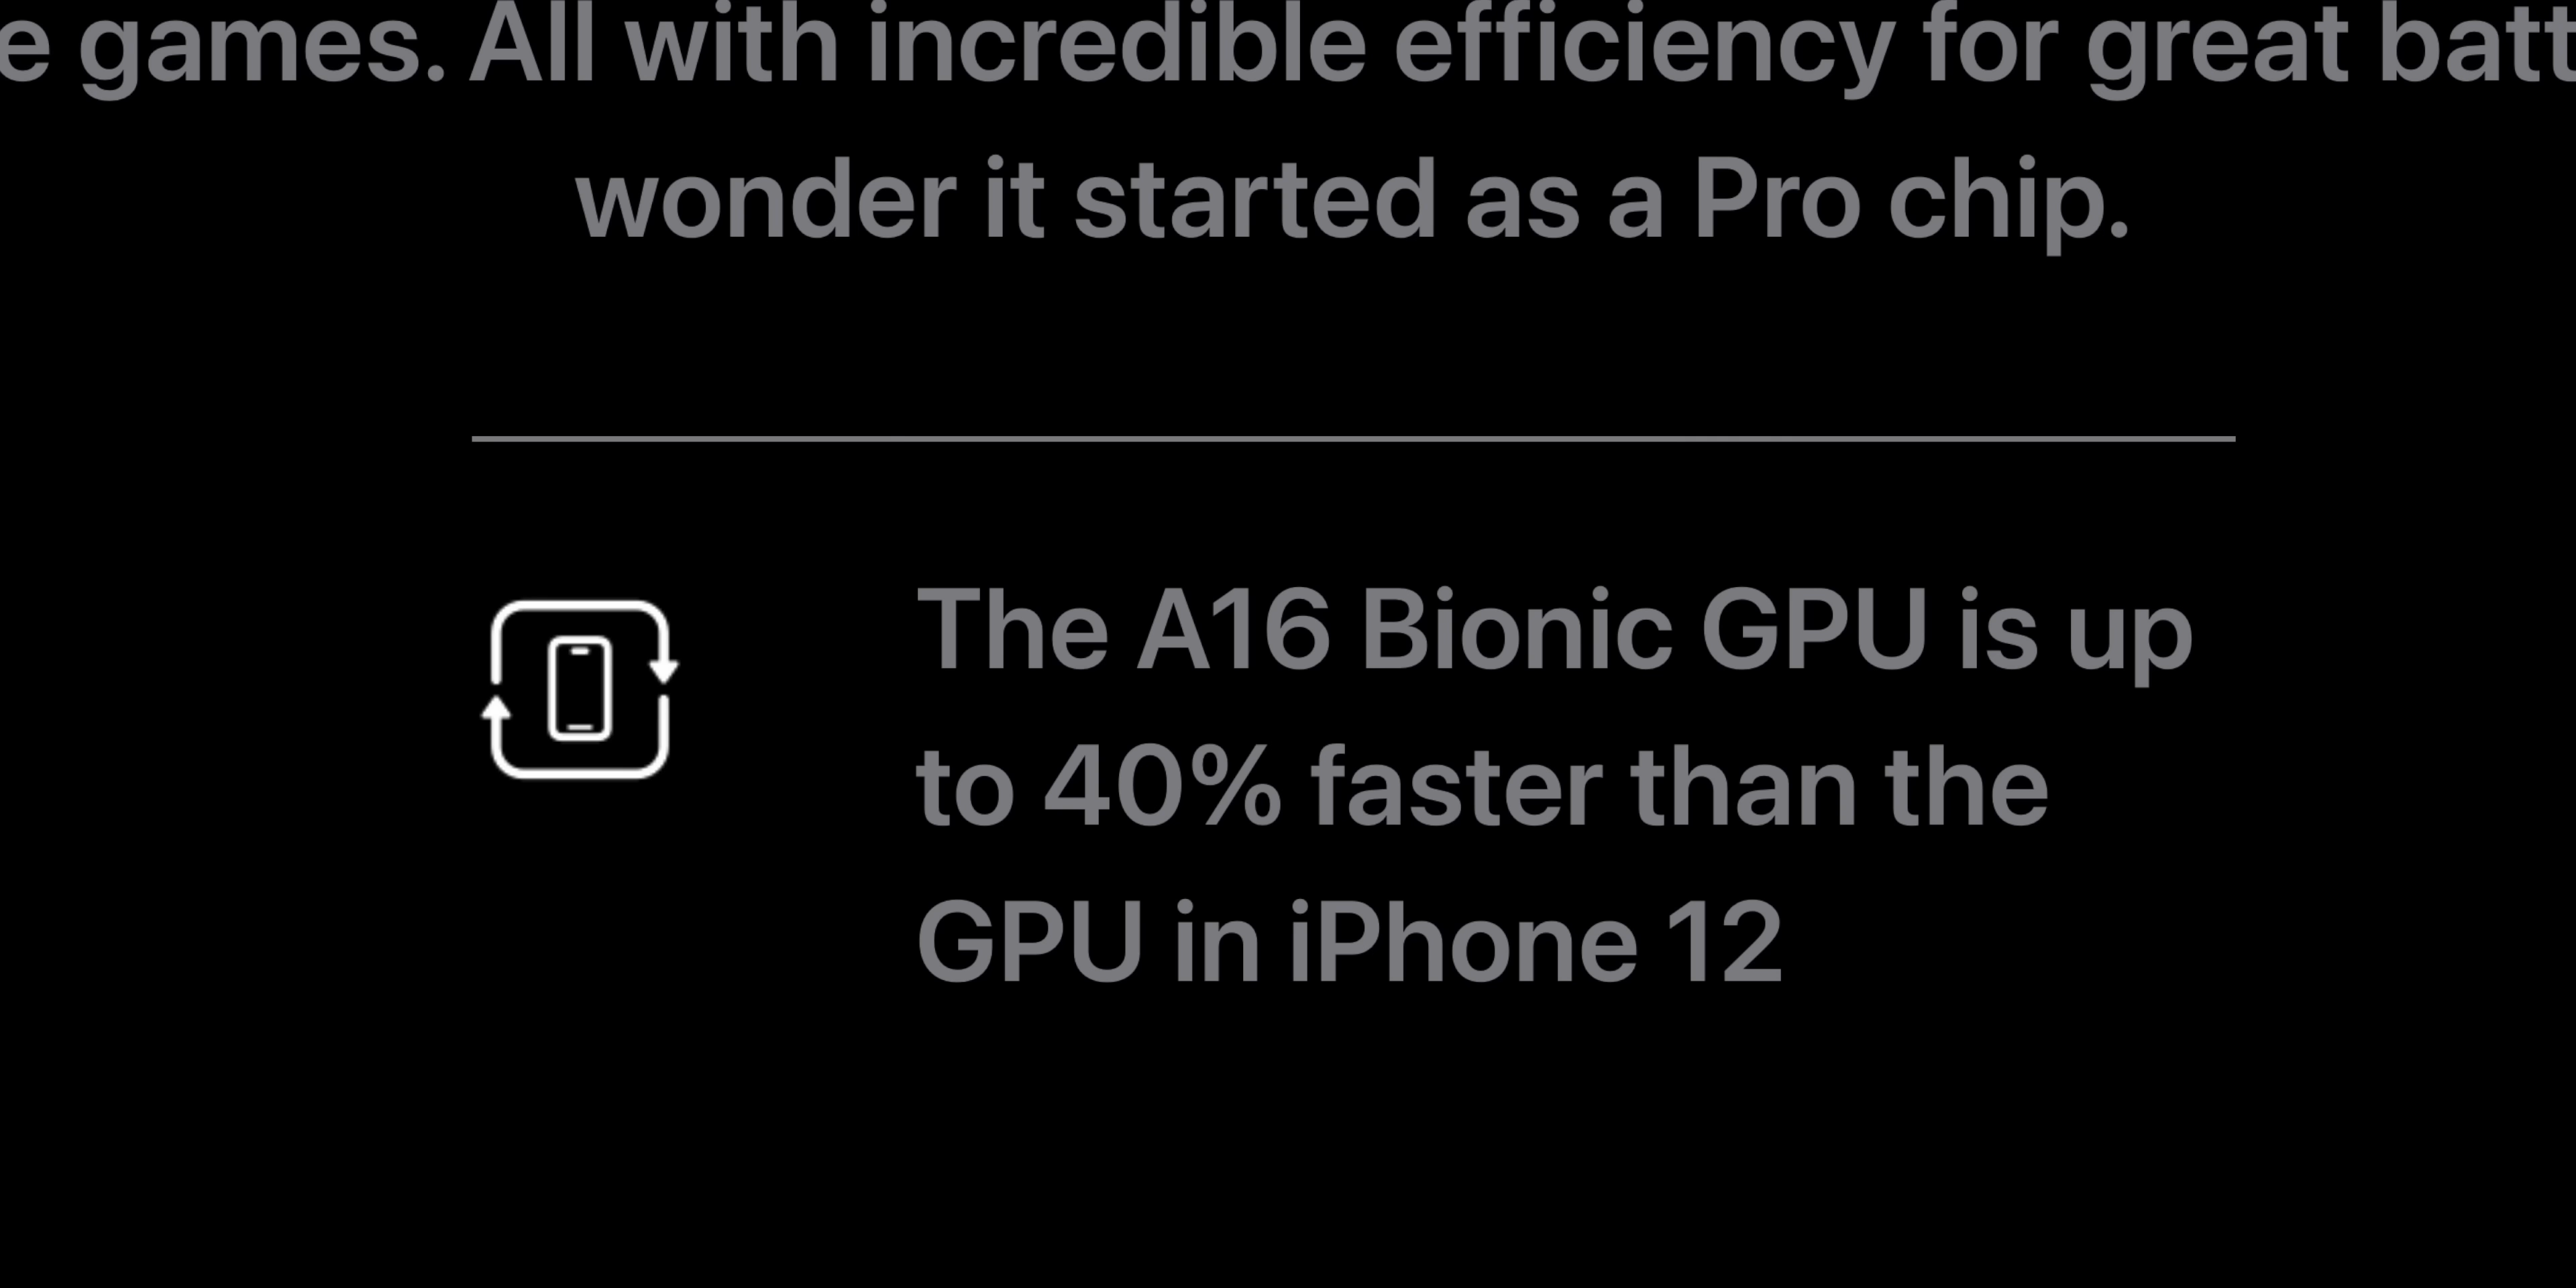 games. All with incredible efficiency for great
wonder it started as a Pro chip.
The A16 Bionic GPU is up
to 40% faster than the
GPU in iPhone 12